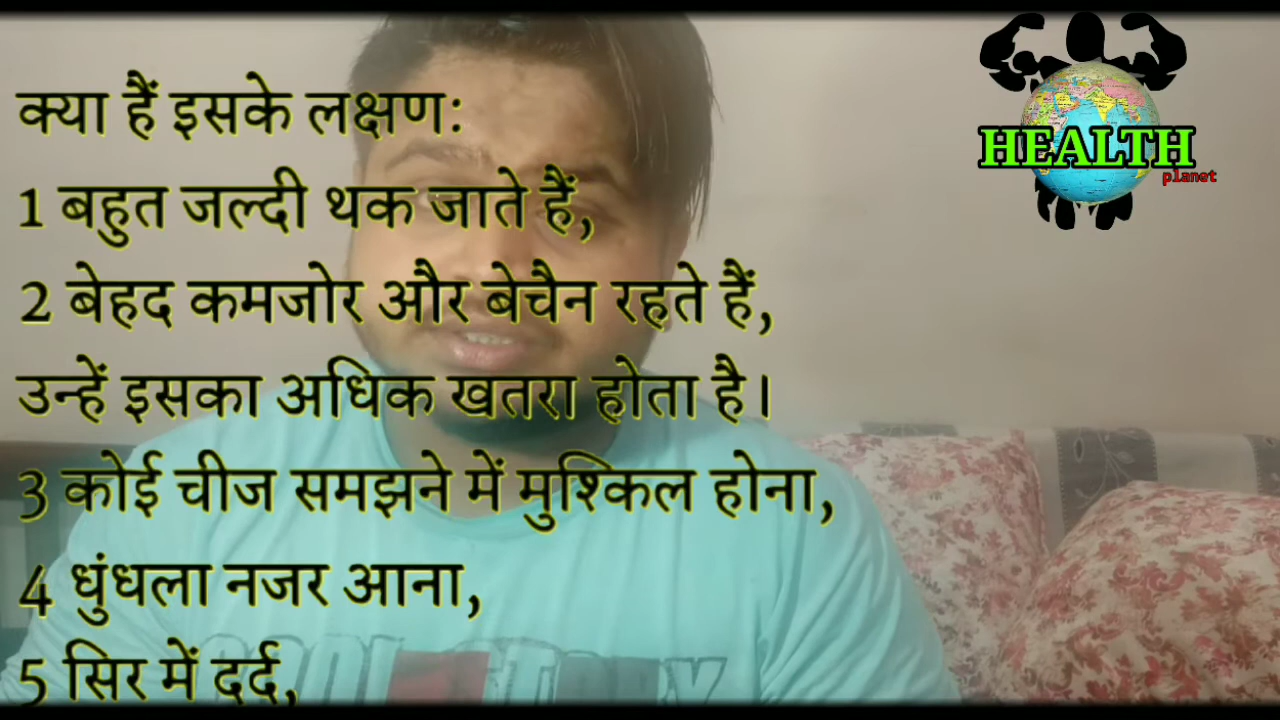 क्या हैं इसके लक्षण:
1 बहुत जल्दी थक जाते हैं,
2 बेहद कमजोर और बेचैन रहते हैं,
उन्हें इसका अधिक खतरा होता है।
3 कोई चीज समझने में मुश्किल होना,
4 धुंधला नजर आना,
5 सिर में दर्द,
HEALTH
planet